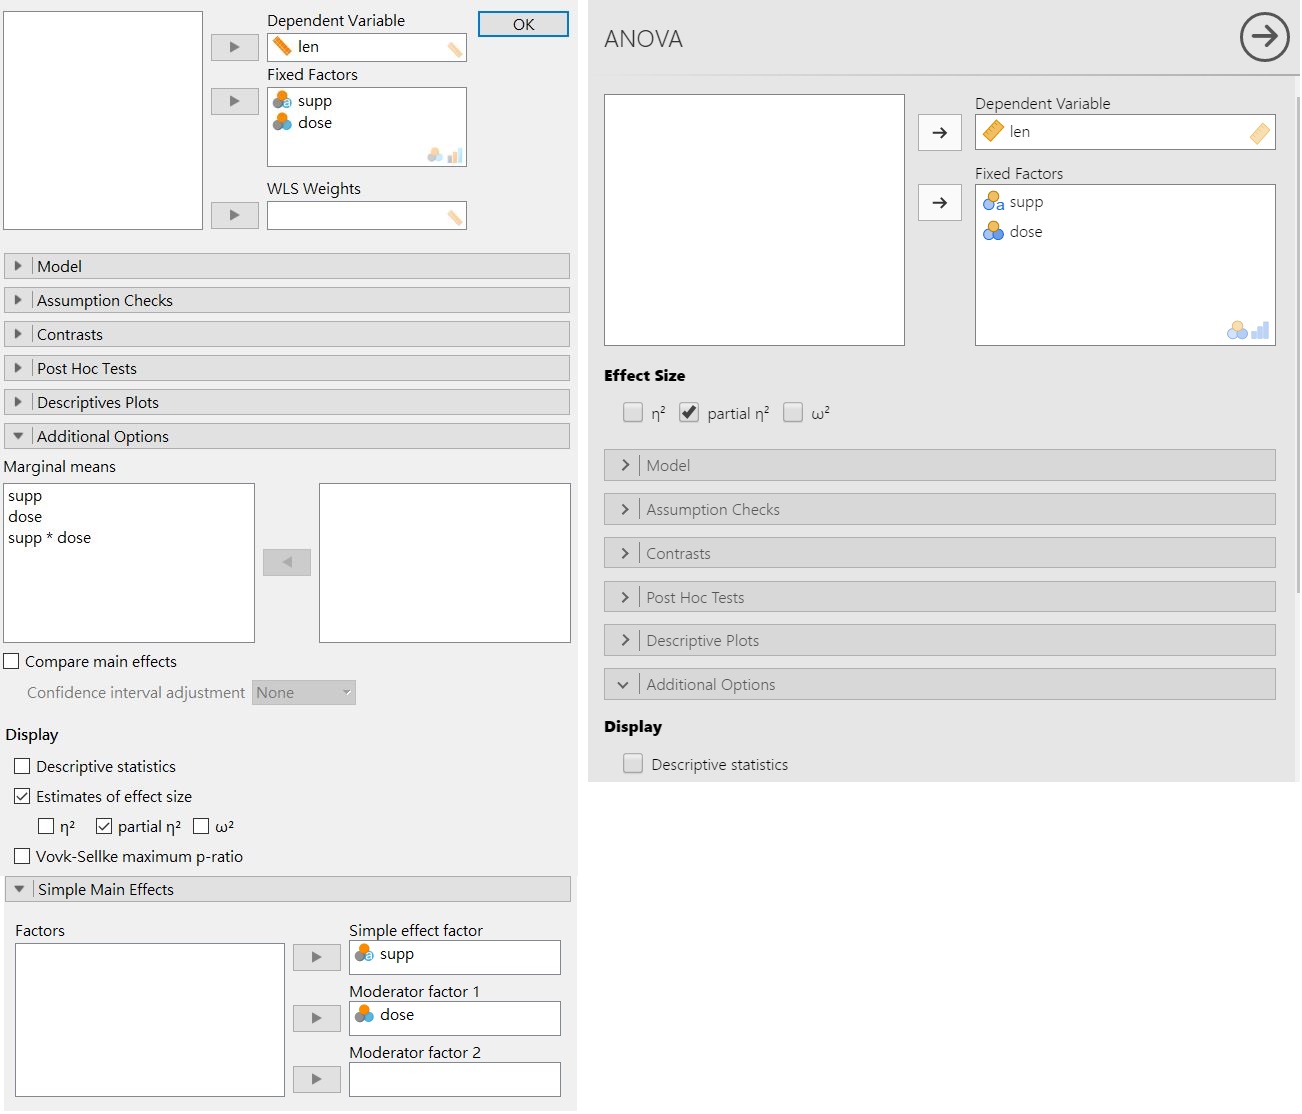 Dependent Variable
OK
len
Fixed Factors
supp
dose
WLS Weights
Model
Assumption Checks
Contrasts
Post Hoc Tests
Descriptives Plots
Additional Options
Marginal means
supp
dose
supp * dose
Compare main effects
Confidence interval adjustment None
Display
Descriptive statistics
Estimates of effect size
η² partial η² ω²
Vovk-Sellke maximum p-ratio
Simple Main Effects
Factors
Simple effect factor
supp
Moderator factor 1
dose
Moderator factor 2
ANOVA
Dependent Variable
len
Fixed Factors
supp
dose
Effect Size
η² partial η² ω²
Model
Assumption Checks
Contrasts
Post Hoc Tests
Descriptive Plots
Additional Options
Display
Descriptive statistics